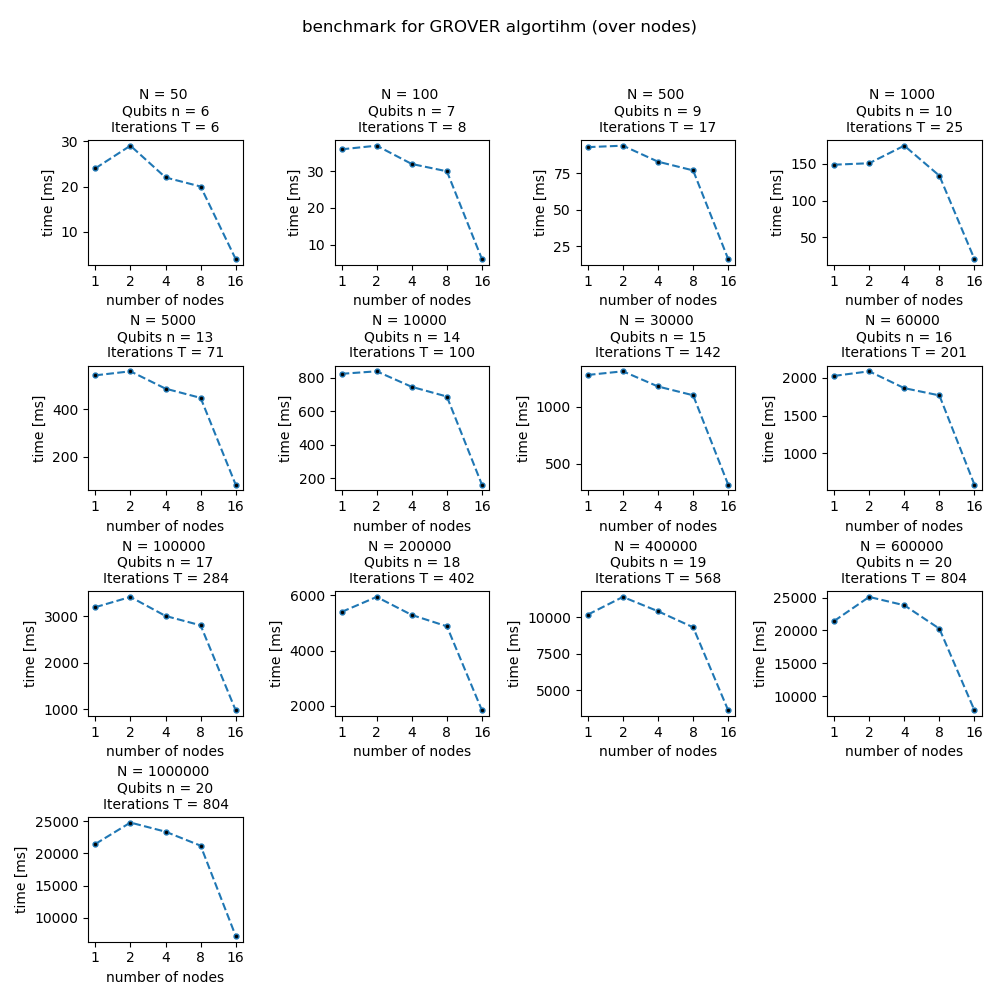 benchmark for GROVER algortihm (over nodes)
N = 50
Qubits n = 6
Iterations T = 6
30
20
10
time [ms]
1 2 4 8 16
number of nodes
N = 100
Qubits n = 7
Iterations T = 8
30
20
10
time [ms]
1 2 4 8 16
number of nodes
N = 500
Qubits n = 9
Iterations T = 17
75
50
25
time [ms]
1 2 4 8 16
number of nodes
N = 1000
Qubits n = 10
Iterations T = 25
150
100
50
time [ms]
1 2 4 8 16
number of nodes
N = 5000
Qubits n = 13
Iterations T = 71
400
200
time [ms]
1 2 4 8 16
number of nodes
N = 10000
Qubits n = 14
Iterations T = 100
800
600
400
200
time [ms]
1 2 4 8 16
number of nodes
N = 30000
Qubits n = 15
Iterations T = 142
1000
500
time [ms]
1 2 4 8 16
number of nodes
N = 60000
Qubits n = 16
Iterations T = 201
2000
1500
1000
time [ms]
1 2 4 8 16
number of nodes
N = 100000
Qubits n = 17
Iterations T = 284
3000
2000
1000
time [ms]
1 2 4 8 16
number of nodes
N = 200000
Qubits n = 18
Iterations T = 402
6000
4000
2000
time [ms]
1 2 4 8 16
number of nodes
N = 400000
Qubits n = 19
Iterations T = 568
10000
7500
5000
time [ms]
1 2 4 8 16
number of nodes
N = 600000
Qubits n = 20
Iterations T = 804
25000
20000
15000
10000
time [ms]
1 2 4 8 16
number of nodes
N = 1000000
Qubits n = 20
Iterations T = 804
25000
20000
15000
10000
time [ms]
1 2 4 8 16
number of nodes